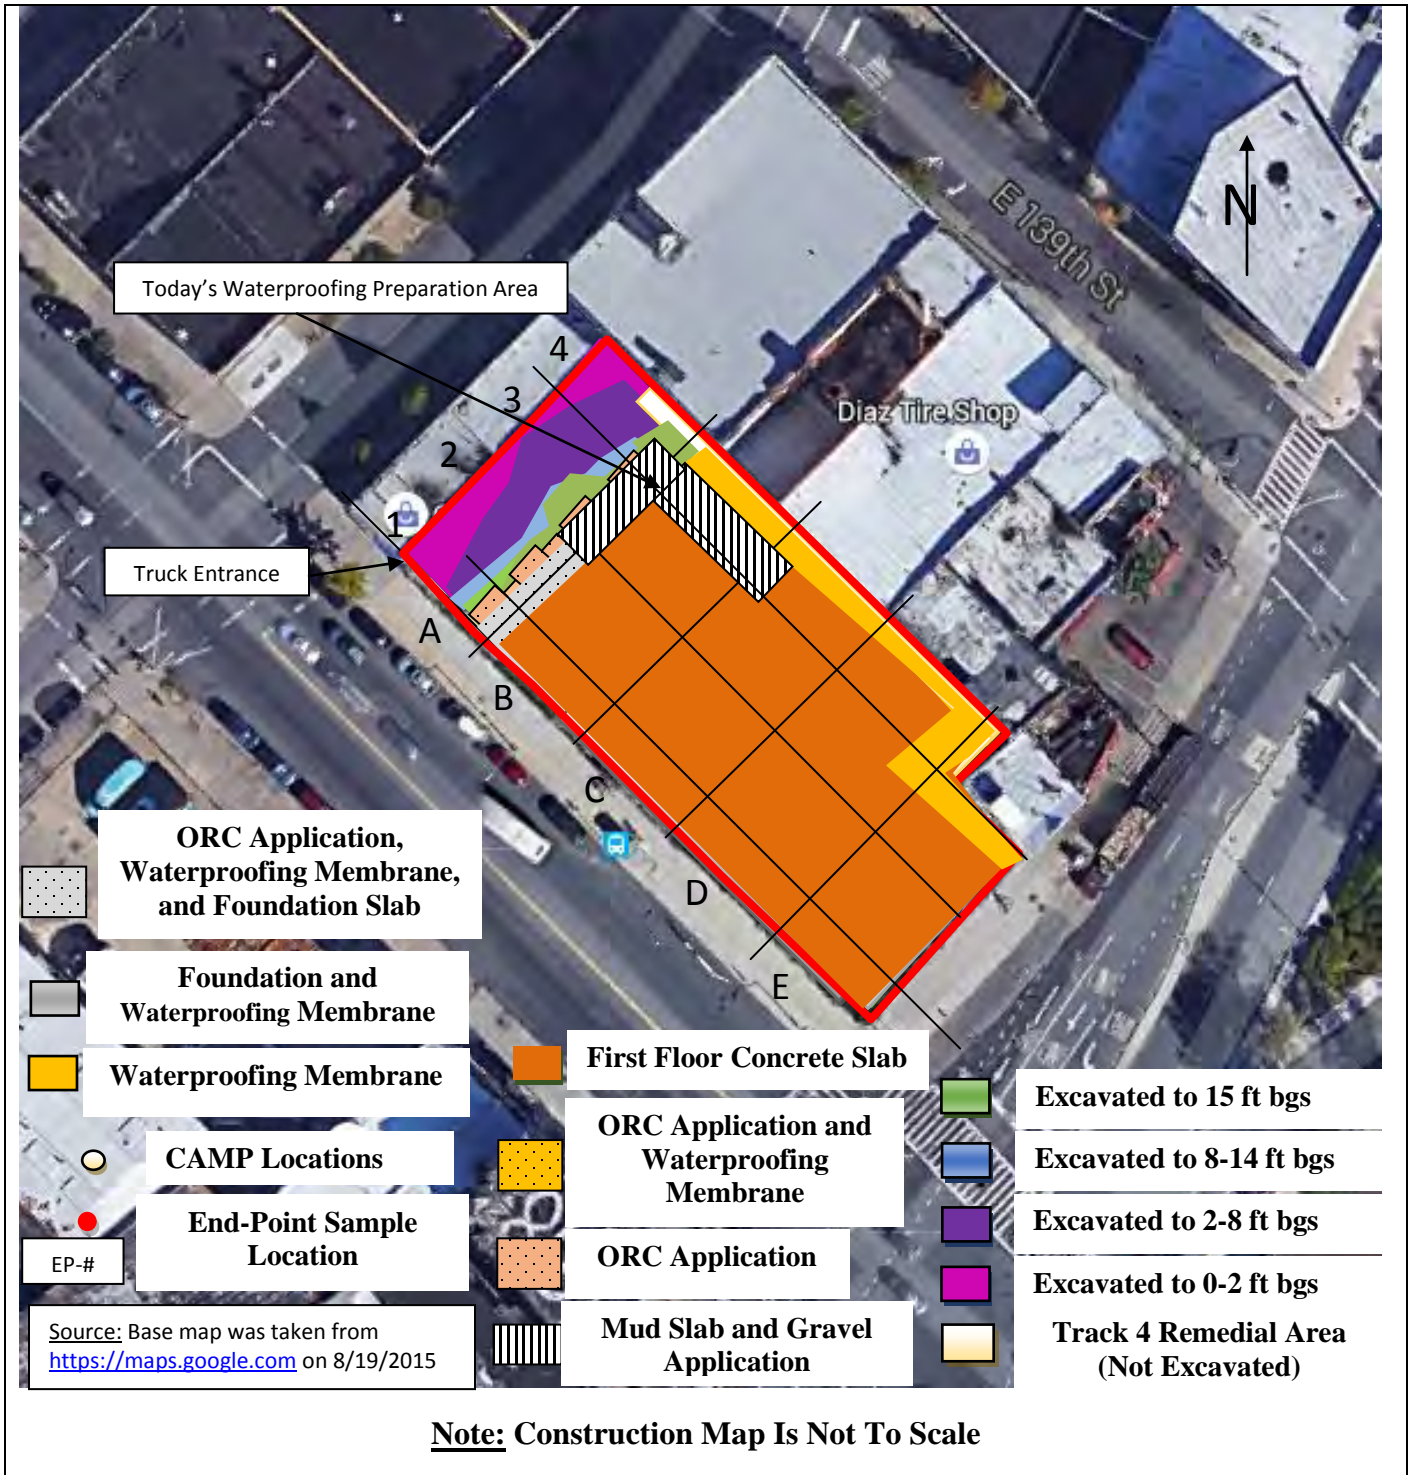 E 139th St
N
Today's Waterproofing Preparation Area
4
3
Diaz Tire Shop
2
1
Truck Entrance
A
B
C
D
E
ORC Application,
Waterproofing Membrane,
and Foundation Slab
Foundation and
Waterproofing Membrane
Waterproofing Membrane
CAMP Locations
End-Point Sample
Location
EP-#
Source: Base map was taken from
https://maps.google.com on 8/19/2015
First Floor Concrete Slab
ORC Application and
Waterproofing
Membrane
ORC Application
Mud Slab and Gravel
Application
Excavated to 15 ft bgs
Excavated to 8-14 ft bgs
Excavated to 2-8 ft bgs
Excavated to 0-2 ft bgs
Track 4 Remedial Area
(Not Excavated)
Note: Construction Map Is Not To Scale